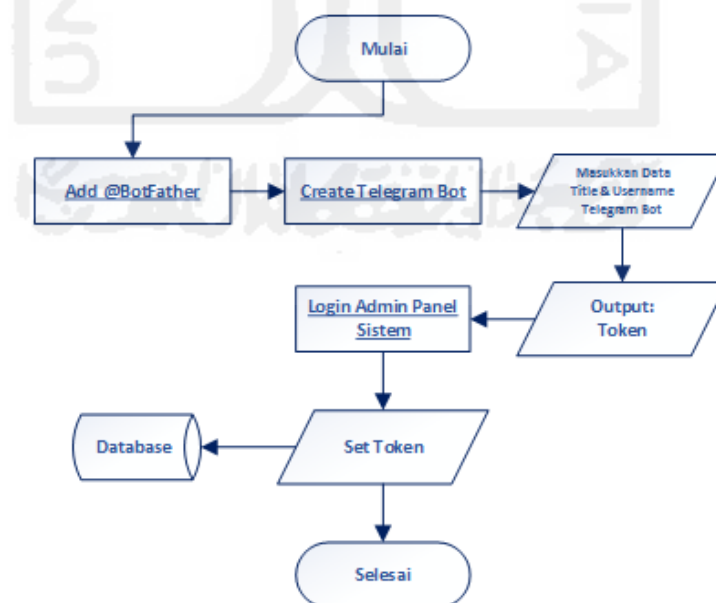 Mulai
Add @BotFather
Create Telegram Bot
Masukkan Data
Title & Username
Telegram Bot
Output:
Token
Login Admin Panel
Sistem
Set Token
Database
Selesai